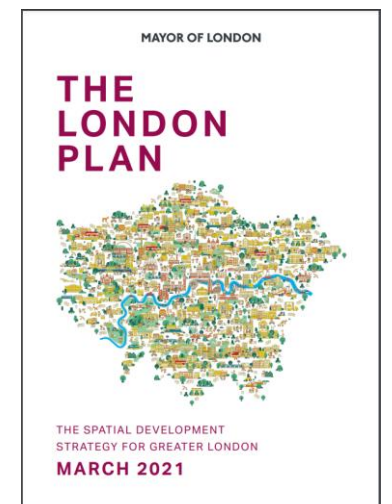 MAYOR OF LONDON
THE
LONDON
PLAN
THE SPATIAL DEVELOPMENT
STRATEGY FOR GREATER LONDON
MARCH 2021